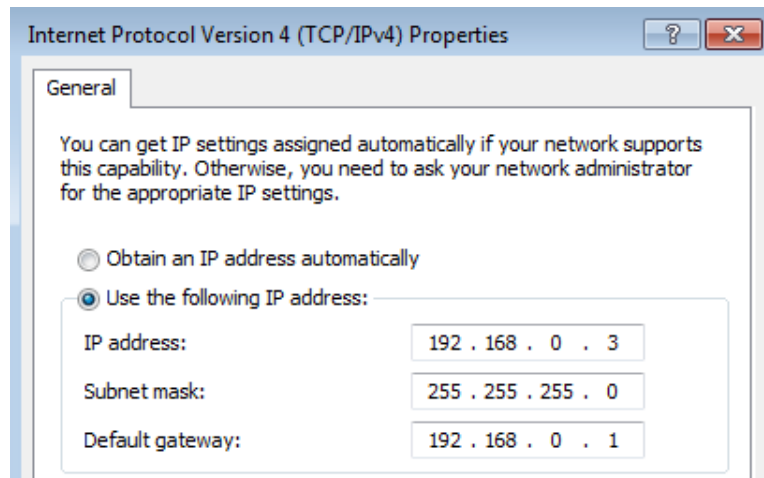 Internet Protocol Version 4 (TCP/IPv4) Properties
General
You can get IP settings assigned automatically if your network supports
this capability. Otherwise, you need to ask your network administrator
for the appropriate IP settings.
Obtain an IP address automatically
Use the following IP address:
IP address: 192 . 168 . 0 . 3
Subnet mask: 255 . 255 . 255 . 0
Default gateway: 192 . 168 . 0 . 1